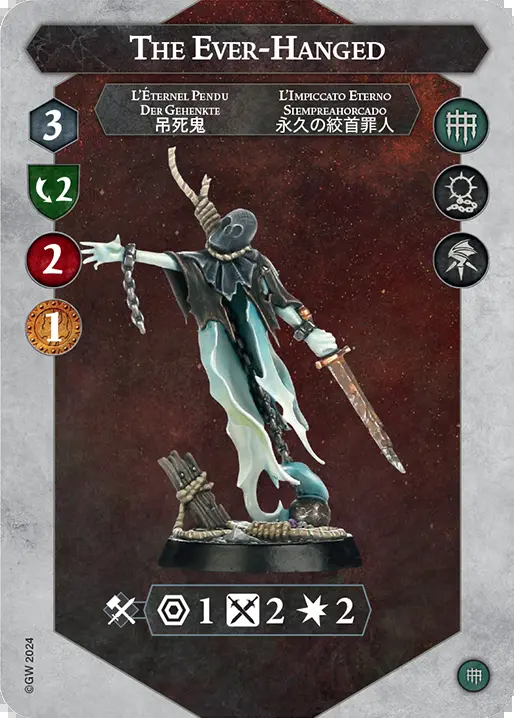 THE EVER-HANGED
L'ÉTERNEL PENDU
DER GEHENKTE
吊死鬼
L'IMPICCATO ETERNO
SIEMPREAHORCADO
永久の絞首罪人
3
2
2
1
1 2 2
©GW 2024